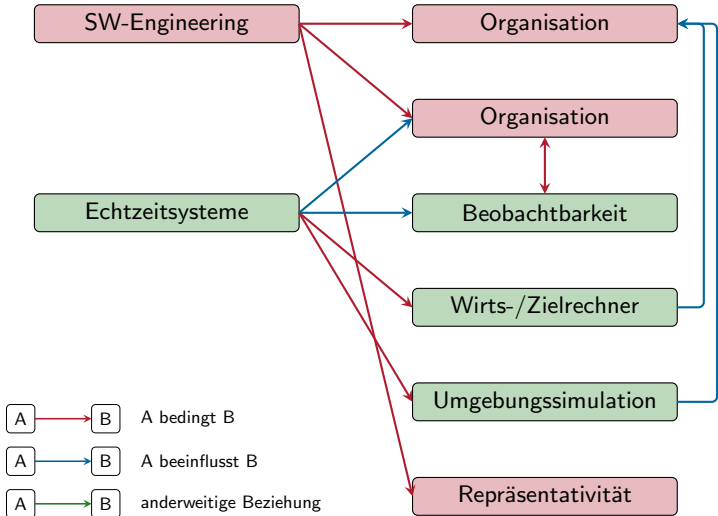 SW-Engineering
Organisation
Organisation
Echtzeitsysteme
Beobachtbarkeit
Wirts-/Zielrechner
Umgebungssimulation
A B A bedingt B
A B A beeinflusst B
Repräsentativität
A B anderweitige Beziehung